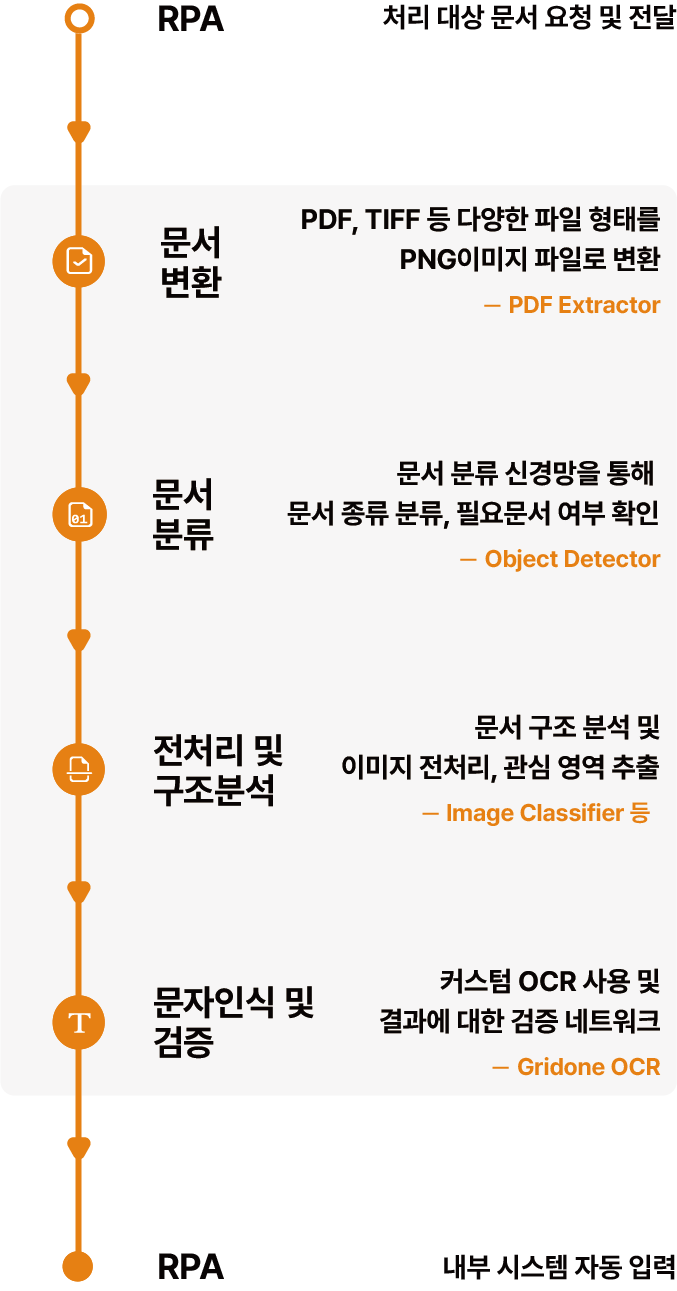 RPA
처리 대상 문서 요청 및 전달
문서
변환
PDF, TIFF 등 다양한 파일 형태를
PNG이미지 파일로 변환
— PDF Extractor
01
문서
분류
문서 분류 신경망을 통해
문서 종류 분류, 필요문서 여부 확인
— Object Detector
전처리 및
구조분석
문서 구조 분석 및
이미지 전처리, 관심 영역 추출
— Image Classifier 등
T
문자인식 및
검증
커스텀 OCR 사용 및
결과에 대한 검증 네트워크
— Gridone OCR
RPA
내부 시스템 자동 입력